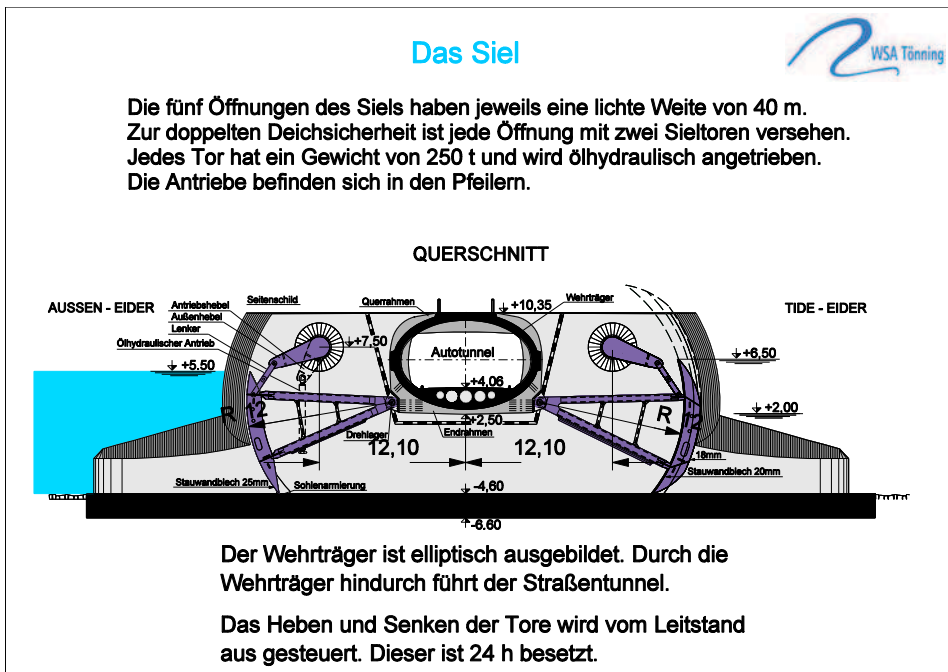 Das Siel
WSA Tönning
Die fünf Öffnungen des Siels haben jeweils eine lichte Weite von 40 m.
Zur doppelten Deichsicherheit ist jede Öffnung mit zwei Sieltoren versehen.
Jedes Tor hat ein Gewicht von 250 t und wird ölhydraulisch angetrieben.
Die Antriebe befinden sich in den Pfeilern.
QUERSCHNITT
AUSSEN - EIDER
Antriebshebel
Seitenschild
Querrahmen
+10,35
Wehrträger
TIDE - EIDER
Außenhebel
Lenker
Ölhydraulischer Antrieb
+7,50
Autotunnel
+5.50
+6,50
+4,06
R 12
R
+2,00
+2,50
Drehlager
Endrahmen
12,10
12,10
18mm
Stauwandblech 25mm
Sohlenarmierung
-4,60
Stauwandblech 20mm
-6.60
Der Wehrträger ist elliptisch ausgebildet. Durch die
Wehrträger hindurch führt der Straßentunnel.
Das Heben und Senken der Tore wird vom Leitstand
aus gesteuert. Dieser ist 24 h besetzt.